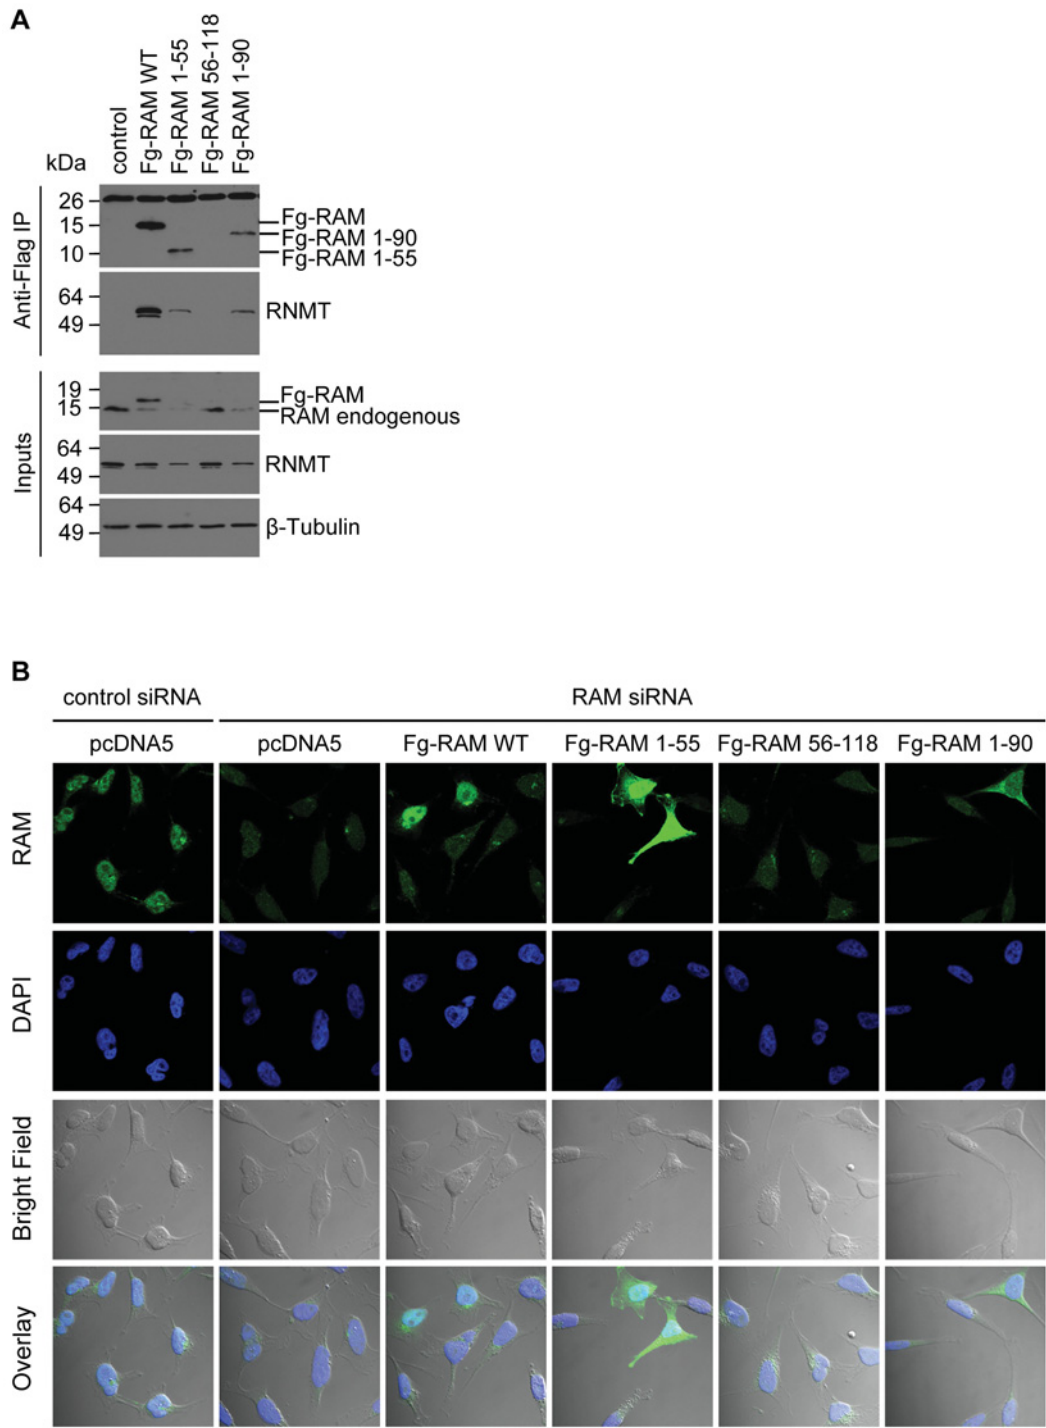 A
control
Fg-RAM WT
Fg-RAM 1-55
Fg-RAM 56-118
Fg-RAM 1-90
kDa
Anti-Flag IP
26
15
10
Fg-RAM
Fg-RAM 1-90
Fg-RAM 1-55
64
49
RNMT
Inputs
19
15
Fg-RAM
RAM endogenous
64
49
RNMT
64
49
β-Tubulin
B
control siRNA RAM siRNA
pcDNA5 pcDNA5 Fg-RAM WT Fg-RAM 1-55 Fg-RAM 56-118 Fg-RAM 1-90
RAM
DAPI
Bright Field
Overlay